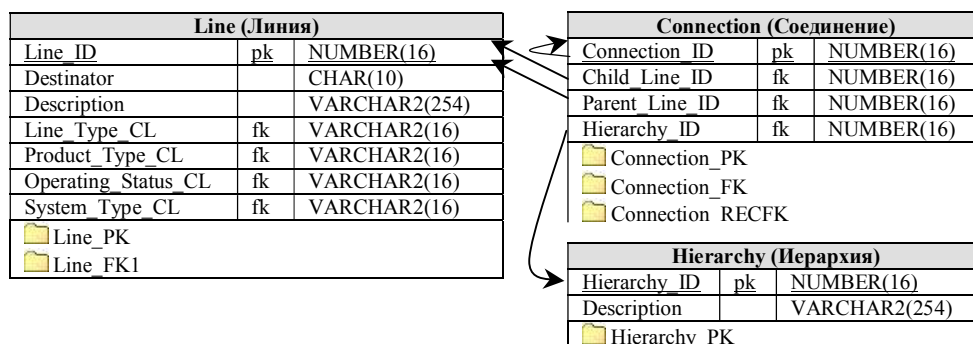 Line (Линия)
Line_ID pk NUMBER(16)
Destinator CHAR(10)
Description VARCHAR2(254)
Line_Type_CL fk VARCHAR2(16)
Product_Type_CL fk VARCHAR2(16)
Operating_Status_CL fk VARCHAR2(16)
System_Type_CL fk VARCHAR2(16)
Line_PK
Line_FK1
Connection (Соединение)
Connection_ID pk NUMBER(16)
Child_Line_ID fk NUMBER(16)
Parent_Line_ID fk NUMBER(16)
Hierarchy_ID fk NUMBER(16)
Connection_PK
Connection_FK
Connection_RECFK
Hierarchy (Иерархия)
Hierarchy_ID pk NUMBER(16)
Description VARCHAR2(254)
Hierarchy_PK